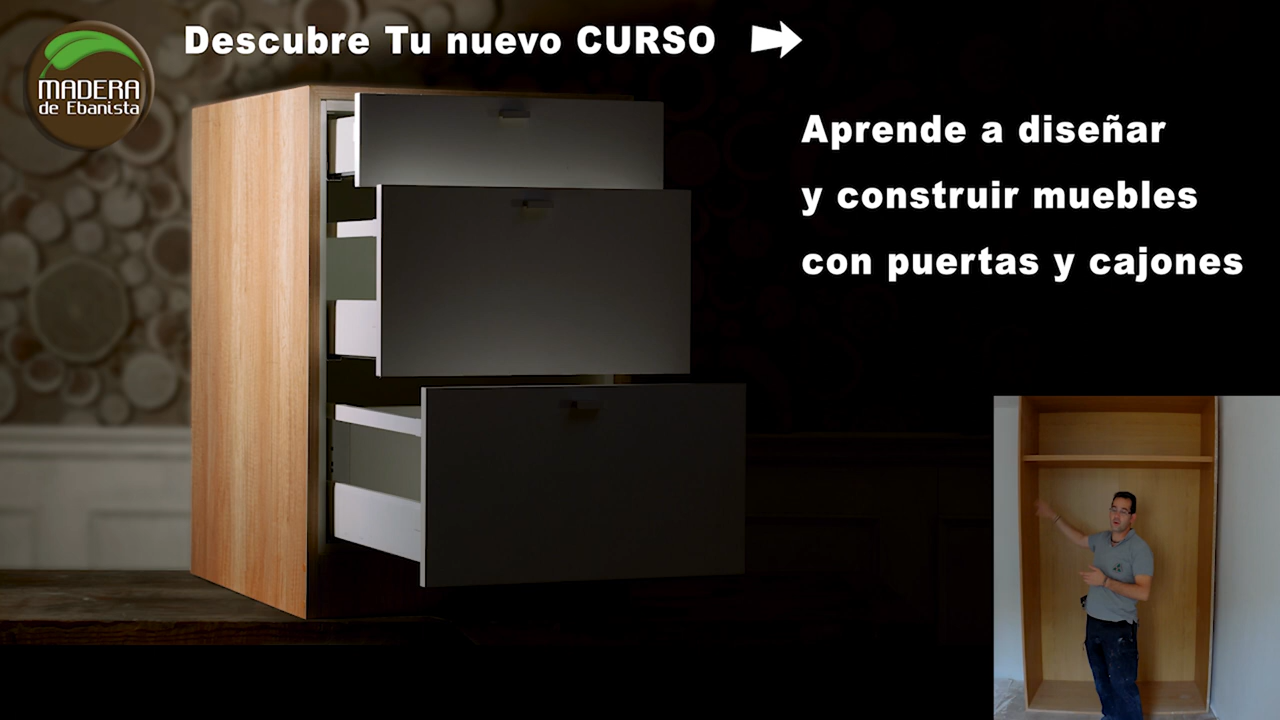 MADERA
de Ebanista
Descubre Tu nuevo CURSO
Aprende a diseñar
y construir muebles
con puertas y cajones